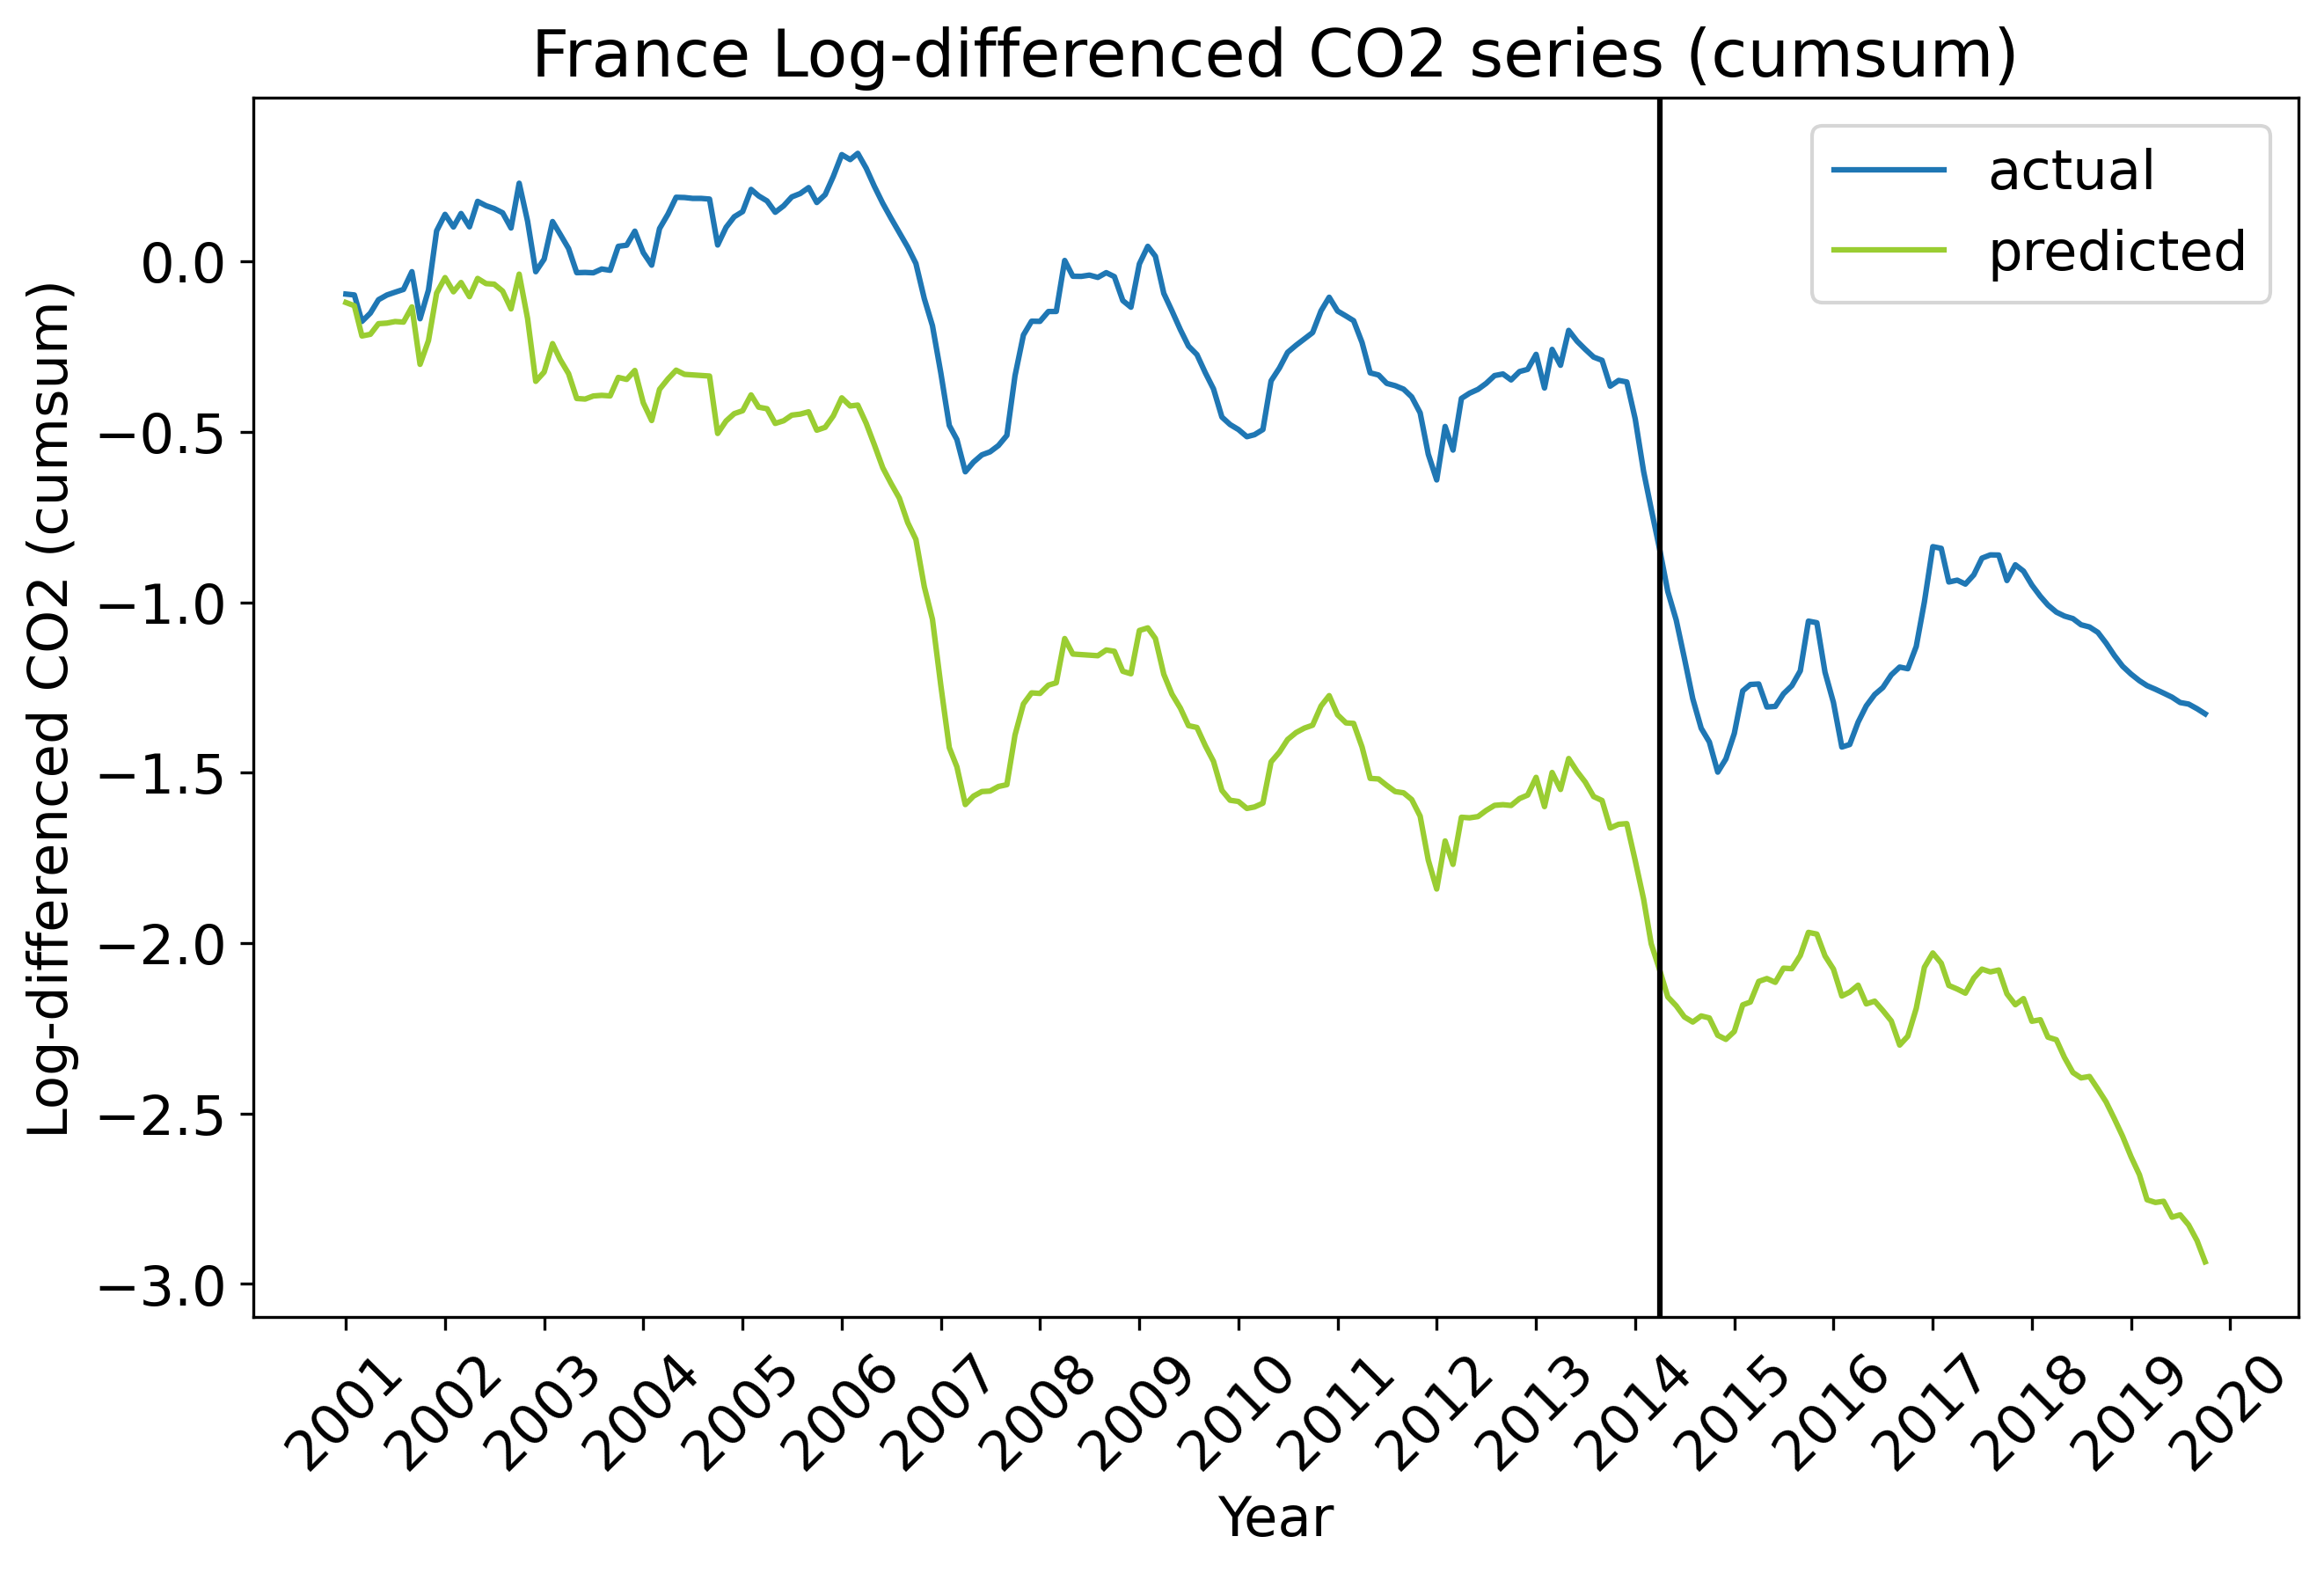 France Log-differenced CO2 series (cumsum)
actual
predicted
Log-differenced CO2 (cumsum)
0.0
−0.5
−1.0
−1.5
−2.0
−2.5
−3.0
2001 2002 2003 2004 2005 2006 2007 2008 2009 2010 2011 2012 2013 2014 2015 2016 2017 2018 2019 2020
Year